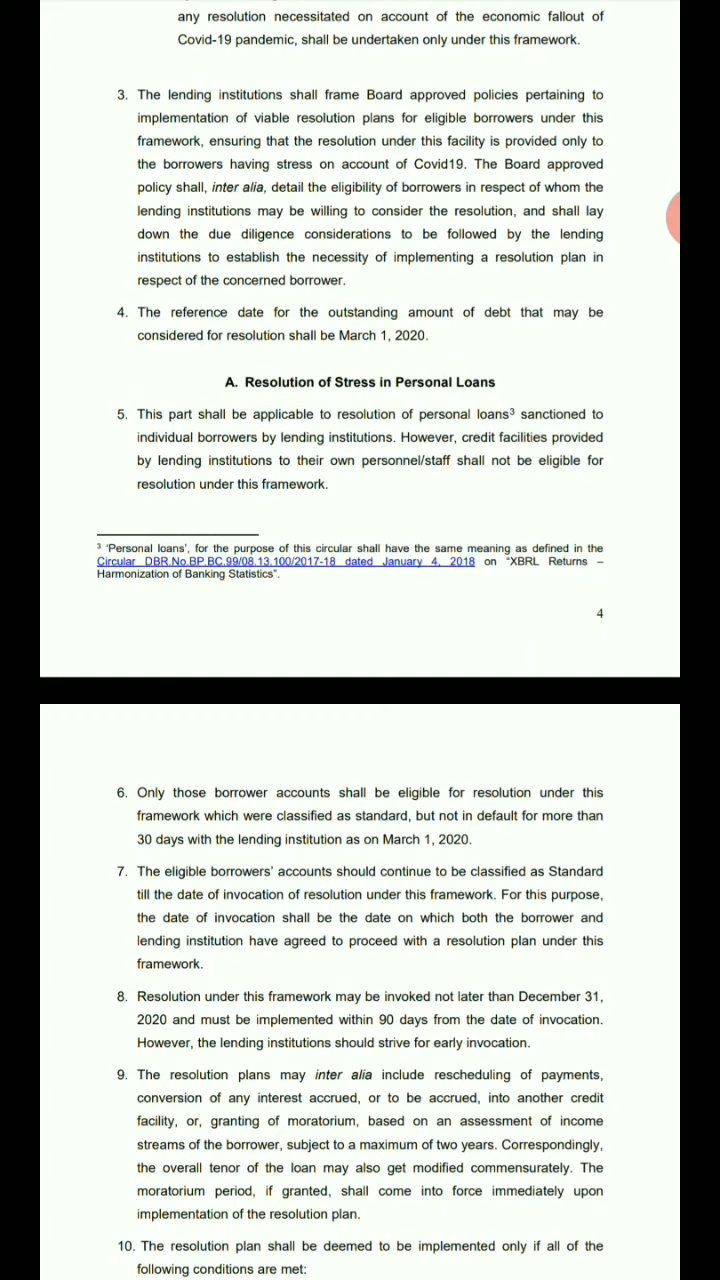 any resolution necessitated on account of the economic fallout of
Covid-19 pandemic, shall be undertaken only under this framework.
3. The lending institutions shall frame Board approved policies pertaining to
implementation of viable resolution plans for eligible borrowers under this
framework, ensuring that the resolution under this facility is provided only to
the borrowers having stress on account of Covid19. The Board approved
policy shall, inter alia, detail the eligibility of borrowers in respect of whom the
lending institutions may be willing to consider the resolution, and shall lay
down the due diligence considerations to be followed by the lending
institutions to establish the necessity of implementing a resolution plan in
respect of the concerned borrower.
4. The reference date for the outstanding amount of debt that may be
considered for resolution shall be March 1, 2020.
A. Resolution of Stress in Personal Loans
5. This part shall be applicable to resolution of personal loans³ sanctioned to
individual borrowers by lending institutions. However, credit facilities provided
by lending institutions to their own personnel/staff shall not be eligible for
resolution under this framework.
³ 'Personal loans', for the purpose of this circular shall have the same meaning as defined in the
Circular DBR.No.BP.BC.99/08.13.100/2017-18 dated January 4, 2018 on "XBRL Returns –
Harmonization of Banking Statistics".
4
6. Only those borrower accounts shall be eligible for resolution under this
framework which were classified as standard, but not in default for more than
30 days with the lending institution as on March 1, 2020.
7. The eligible borrowers' accounts should continue to be classified as Standard
till the date of invocation of resolution under this framework. For this purpose,
the date of invocation shall be the date on which both the borrower and
lending institution have agreed to proceed with a resolution plan under this
framework.
8. Resolution under this framework may be invoked not later than December 31,
2020 and must be implemented within 90 days from the date of invocation.
However, the lending institutions should strive for early invocation.
9. The resolution plans may inter alia include rescheduling of payments,
conversion of any interest accrued, or to be accrued, into another credit
facility, or, granting of moratorium, based on an assessment of income
streams of the borrower, subject to a maximum of two years. Correspondingly,
the overall tenor of the loan may also get modified commensurately. The
moratorium period, if granted, shall come into force immediately upon
implementation of the resolution plan.
10. The resolution plan shall be deemed to be implemented only if all of the
following conditions are met: